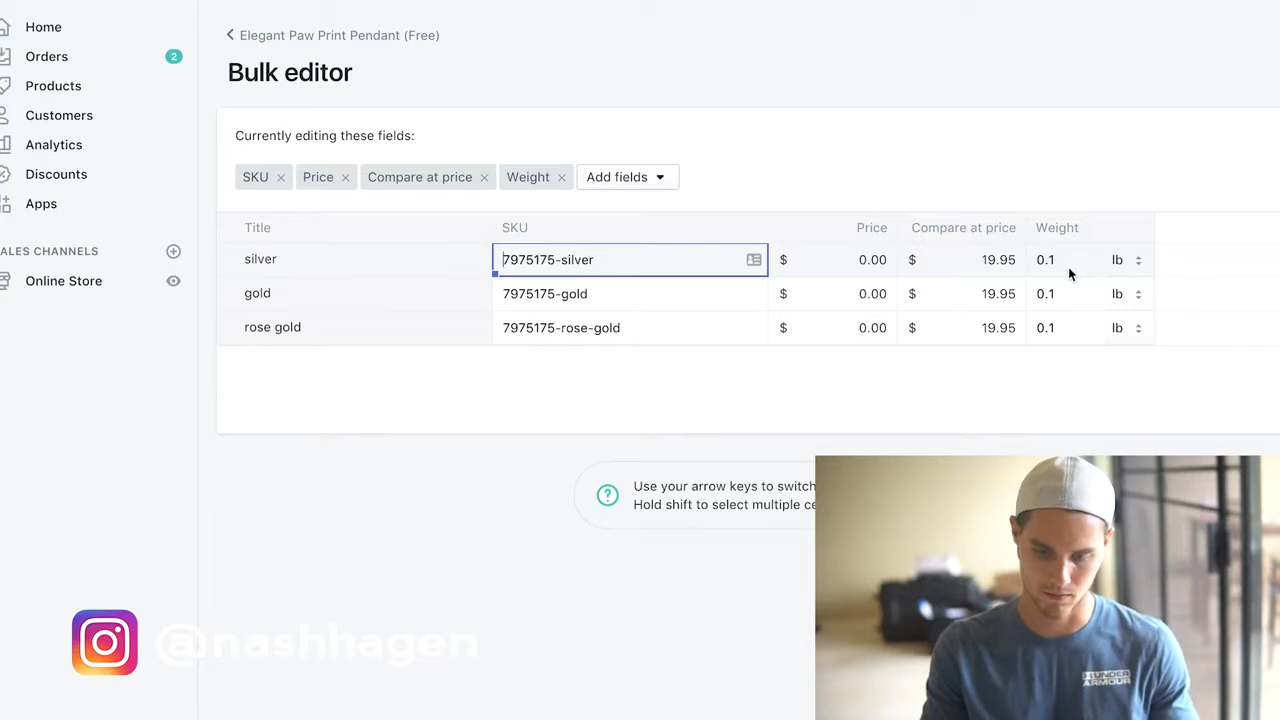 Home
Orders 2
Products
Customers
Analytics
Discounts
Apps
ALES CHANNELS
Online Store
Elegant Paw Print Pendant (Free)
Bulk editor
Currently editing these fields:
SKU Price Compare at price Weight Add fields
Title SKU Price Compare at price Weight
silver 7975175-silver $ 0.00 $ 19.95 0.1 lb
gold 7975175-gold $ 0.00 $ 19.95 0.1 lb
rose gold 7975175-rose-gold $ 0.00 $ 19.95 0.1 lb
Use your arrow keys to switch
Hold shift to select multiple ce
@nashhagen
UNDER
ARMOUR